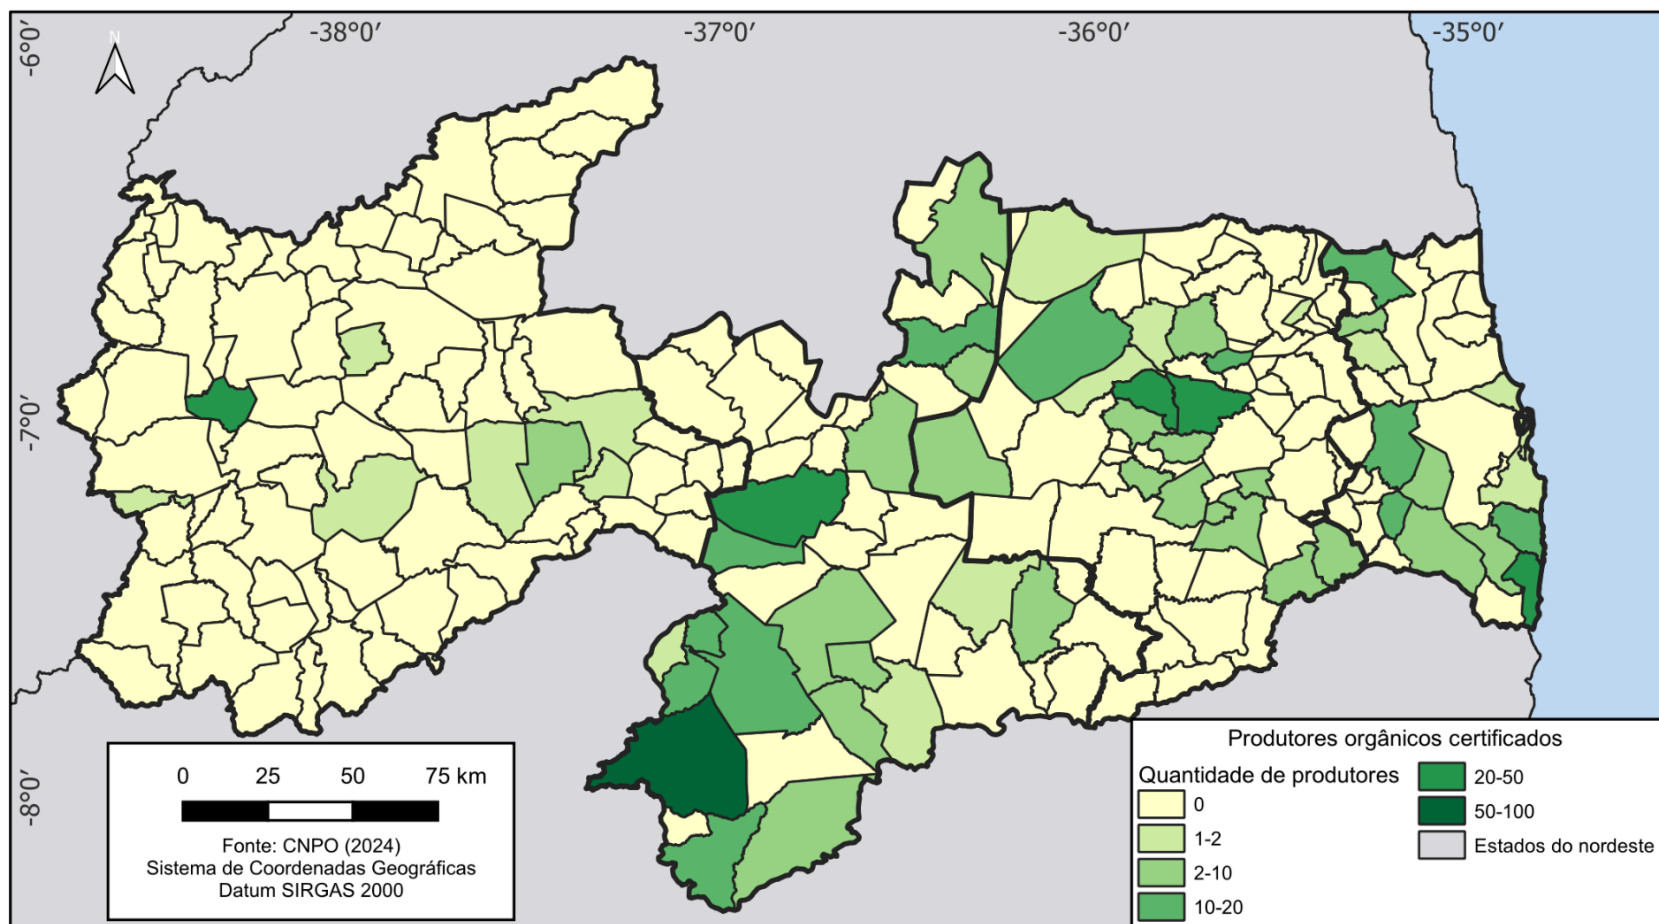 -38°0′
-37°0′
-36°0′
-35°0′
-6°0′
N
-7°0′
-8°0′
0 25 50 75 km
Fonte: CNPO (2024)
Sistema de Coordenadas Geográficas
Datum SIRGAS 2000
Produtores orgânicos certificados
Quantidade de produtores
0
1-2
2-10
10-20
20-50
50-100
Estados do nordeste